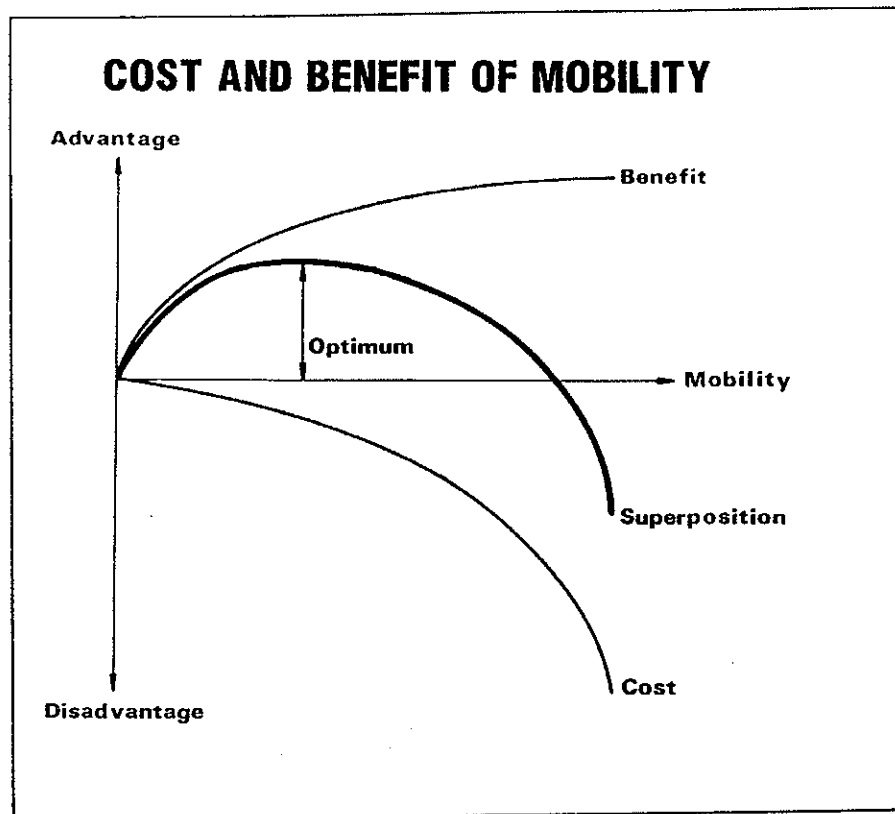 COST AND BENEFIT OF MOBILITY
Advantage
Benefit
Optimum
Mobility
Superposition
Cost
Disadvantage